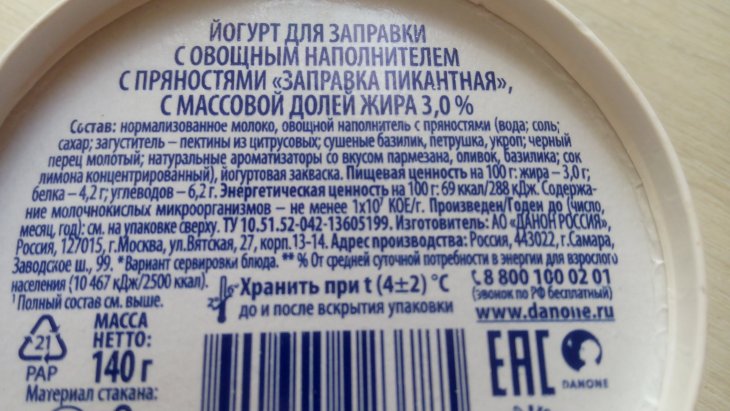 ЙОГУРТ ДЛЯ ЗАПРАВКИ
С ОВОЩНЫМ НАПОЛНИТЕЛЕМ
С ПРЯНОСТЯМИ «ЗАПРАВКА ПИКАНТНАЯ»,
С МАССОВОЙ ДОЛЕЙ ЖИРА 3,0 %
Состав: нормализованное молоко, овощной наполнитель с пряностями (вода; соль;
сахар; загуститель – пектины из цитрусовых; сушеные базилик, петрушка, укроп; черный
перец молотый; натуральные ароматизаторы со вкусом пармезана, оливок, базилика; сок
лимона концентрированный), йогуртовая закваска. Пищевая ценность на 100 г: жира – 3,0 г;
белка – 4,2 г; углеводов – 6,2 г. Энергетическая ценность на 100 г: 69 ккал/288 кДж. Содержа-
ние молочнокислых микроорганизмов – не менее 1х10⁷ КОЕ/г. Произведен/Годен до (число,
месяц, год): см. на упаковке сверху. ТУ 10.51.52-042-13605199. Изготовитель: АО «ДАНОН РОССИЯ»,
Россия, 127015, г.Москва, ул.Вятская, 27, корп.13-14. Адрес производства: Россия, 443022, г.Самара,
Заводское ш., 99. *Вариант сервировки блюда. ** % От средней суточной потребности в энергии для взрослого
населения (10 467 кДж/2500 ккал).
¹Полный состав см. выше.
Хранить при t (4±2) °C
до и после вскрытия упаковки
8 800 100 02 01
(звонок по РФ бесплатный)
www.danone.ru
21
PAP
МАССА
НЕТТО:
140 г
Материал стакана:
EAC
DANONE